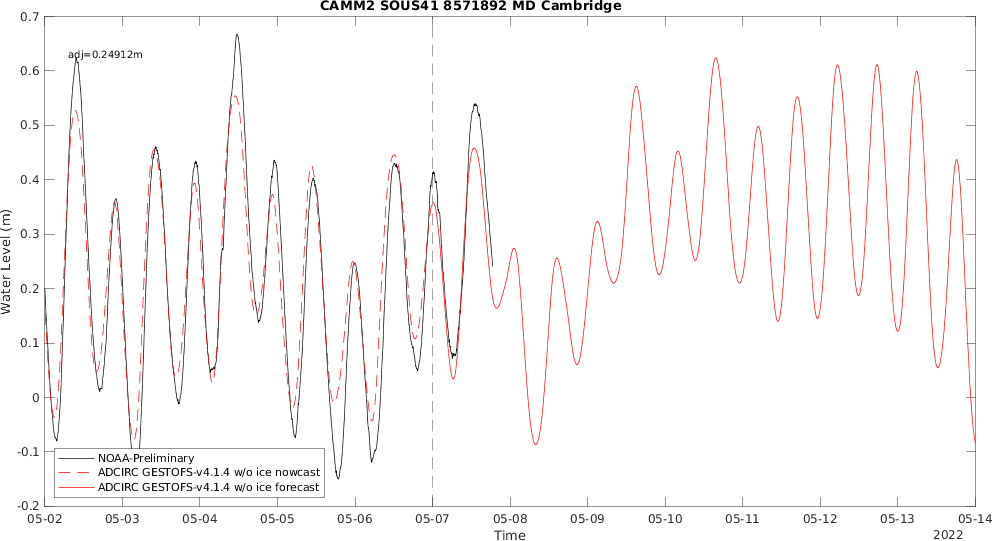 CAMM2 SOUS41 8571892 MD Cambridge
adj=0.24912m
0.7
0.6
0.5
0.4
0.3
0.2
0.1
0
-0.1
-0.2
Water Level (m)
NOAA-Preliminary
ADCIRC GESTOFS-v4.1.4 w/o ice nowcast
ADCIRC GESTOFS-v4.1.4 w/o ice forecast
05-02 05-03 05-04 05-05 05-06 05-07 05-08 05-09 05-10 05-11 05-12 05-13 05-14
Time
2022